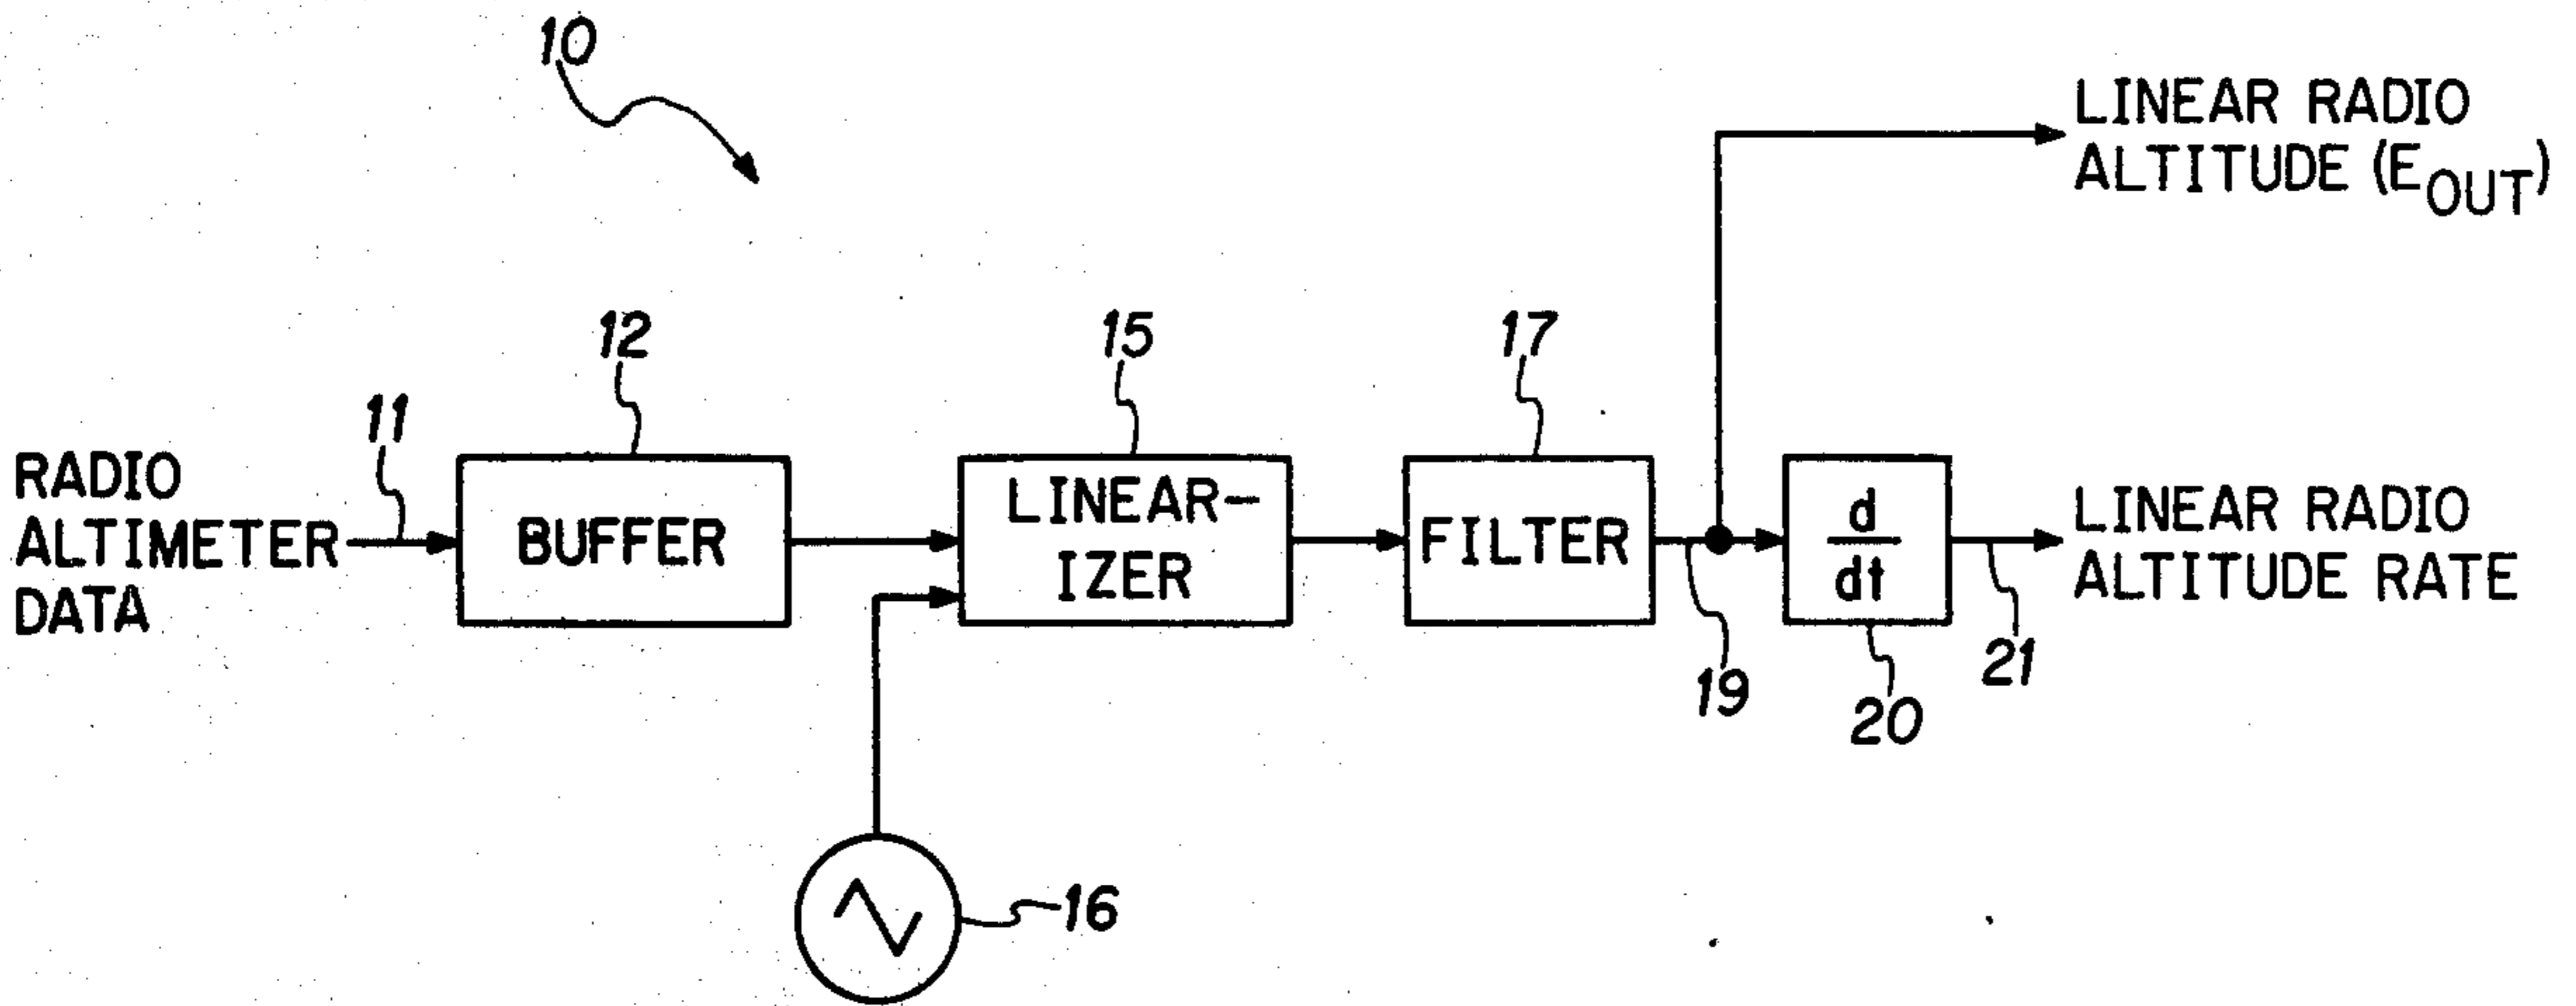 10
LINEAR RADIO
ALTITUDE (EOUT)
12
15
17
11
RADIO
ALTIMETER
DATA
BUFFER
LINEAR-
IZER
FILTER
d
dt
LINEAR RADIO
ALTITUDE RATE
19
20
21
16